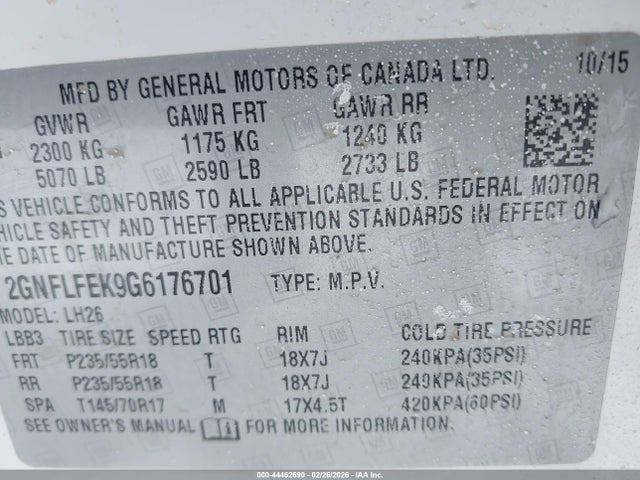 MFD BY GENERAL MOTORS OF CANADA LTD. 10/15
GVWR GAWR FRT GAWR RR
2300 KG 1175 KG 1240 KG
5070 LB 2590 LB 2733 LB
S VEHICLE CONFORMS TO ALL APPLICABLE U.S. FEDERAL MOTOR
HICLE SAFETY AND THEFT PREVENTION STANDARDS IN EFFECT ON
E DATE OF MANUFACTURE SHOWN ABOVE.
2GNFLFEK9G6176701 TYPE: M.P.V.
MODEL: LH26
LBB3 TIRE SIZE SPEED RTG RIM COLD TIRE PRESSURE
FRT P235/55R18 T 18X7J 240KPA(35PSI)
RR P235/55R18 T 18X7J 240KPA(35PSI)
SPA T145/70R17 M 17X4.5T 420KPA(60PSI)
SEE OWNER'S MANUAL FOR MORE INFORMATION.
000-44462690 - 02/26/2026 - IAA Inc.